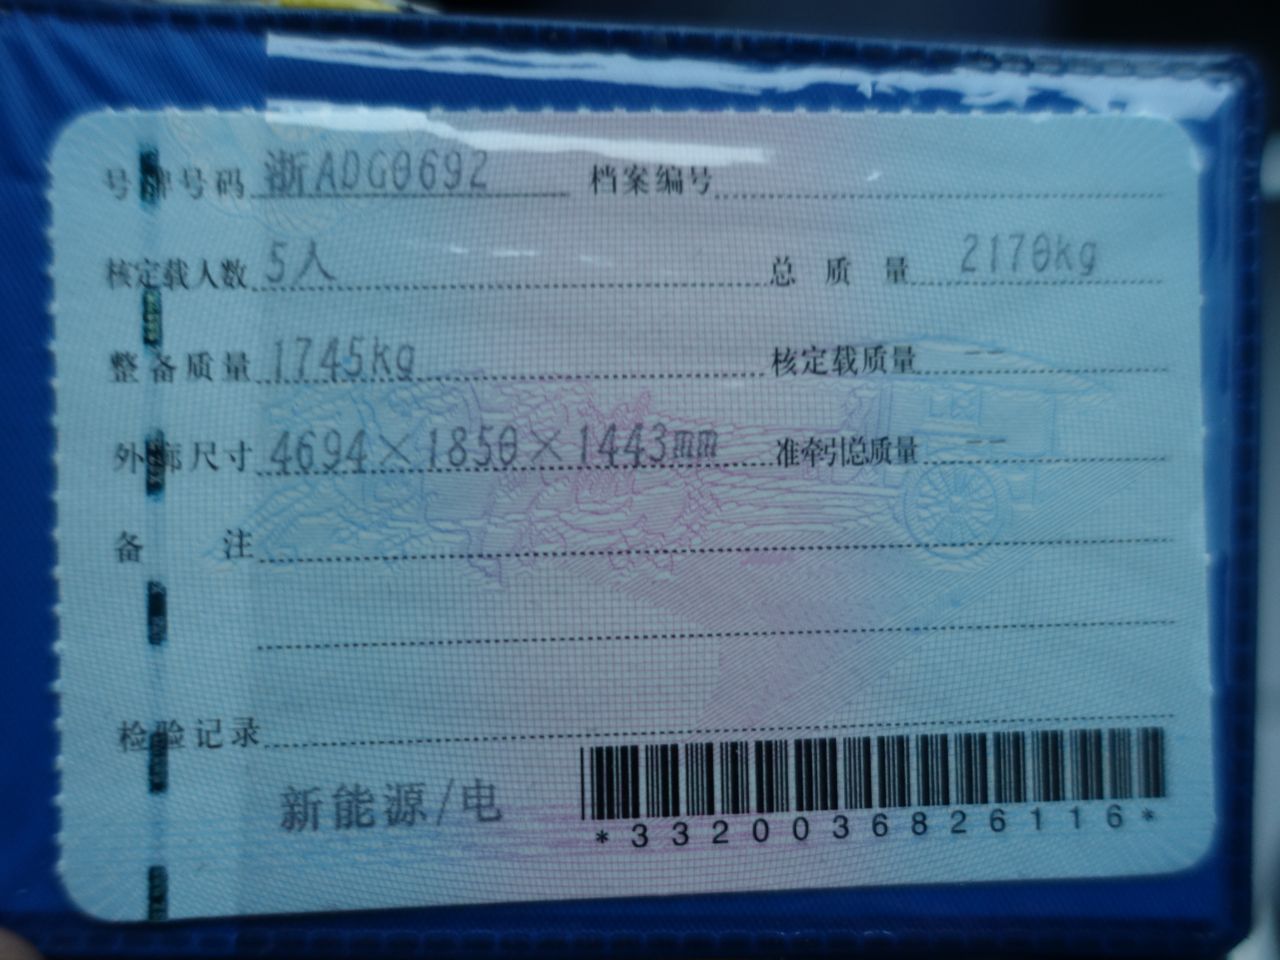 号牌号码 浙ADG0692 档案编号
核定载人数 5人 总质量 2170kg
整备质量 1745kg 核定载质量 --
外廓尺寸 4694×1850×1443mm 准牵引总质量 --
备注
检验记录
新能源/电
*3320036826116*